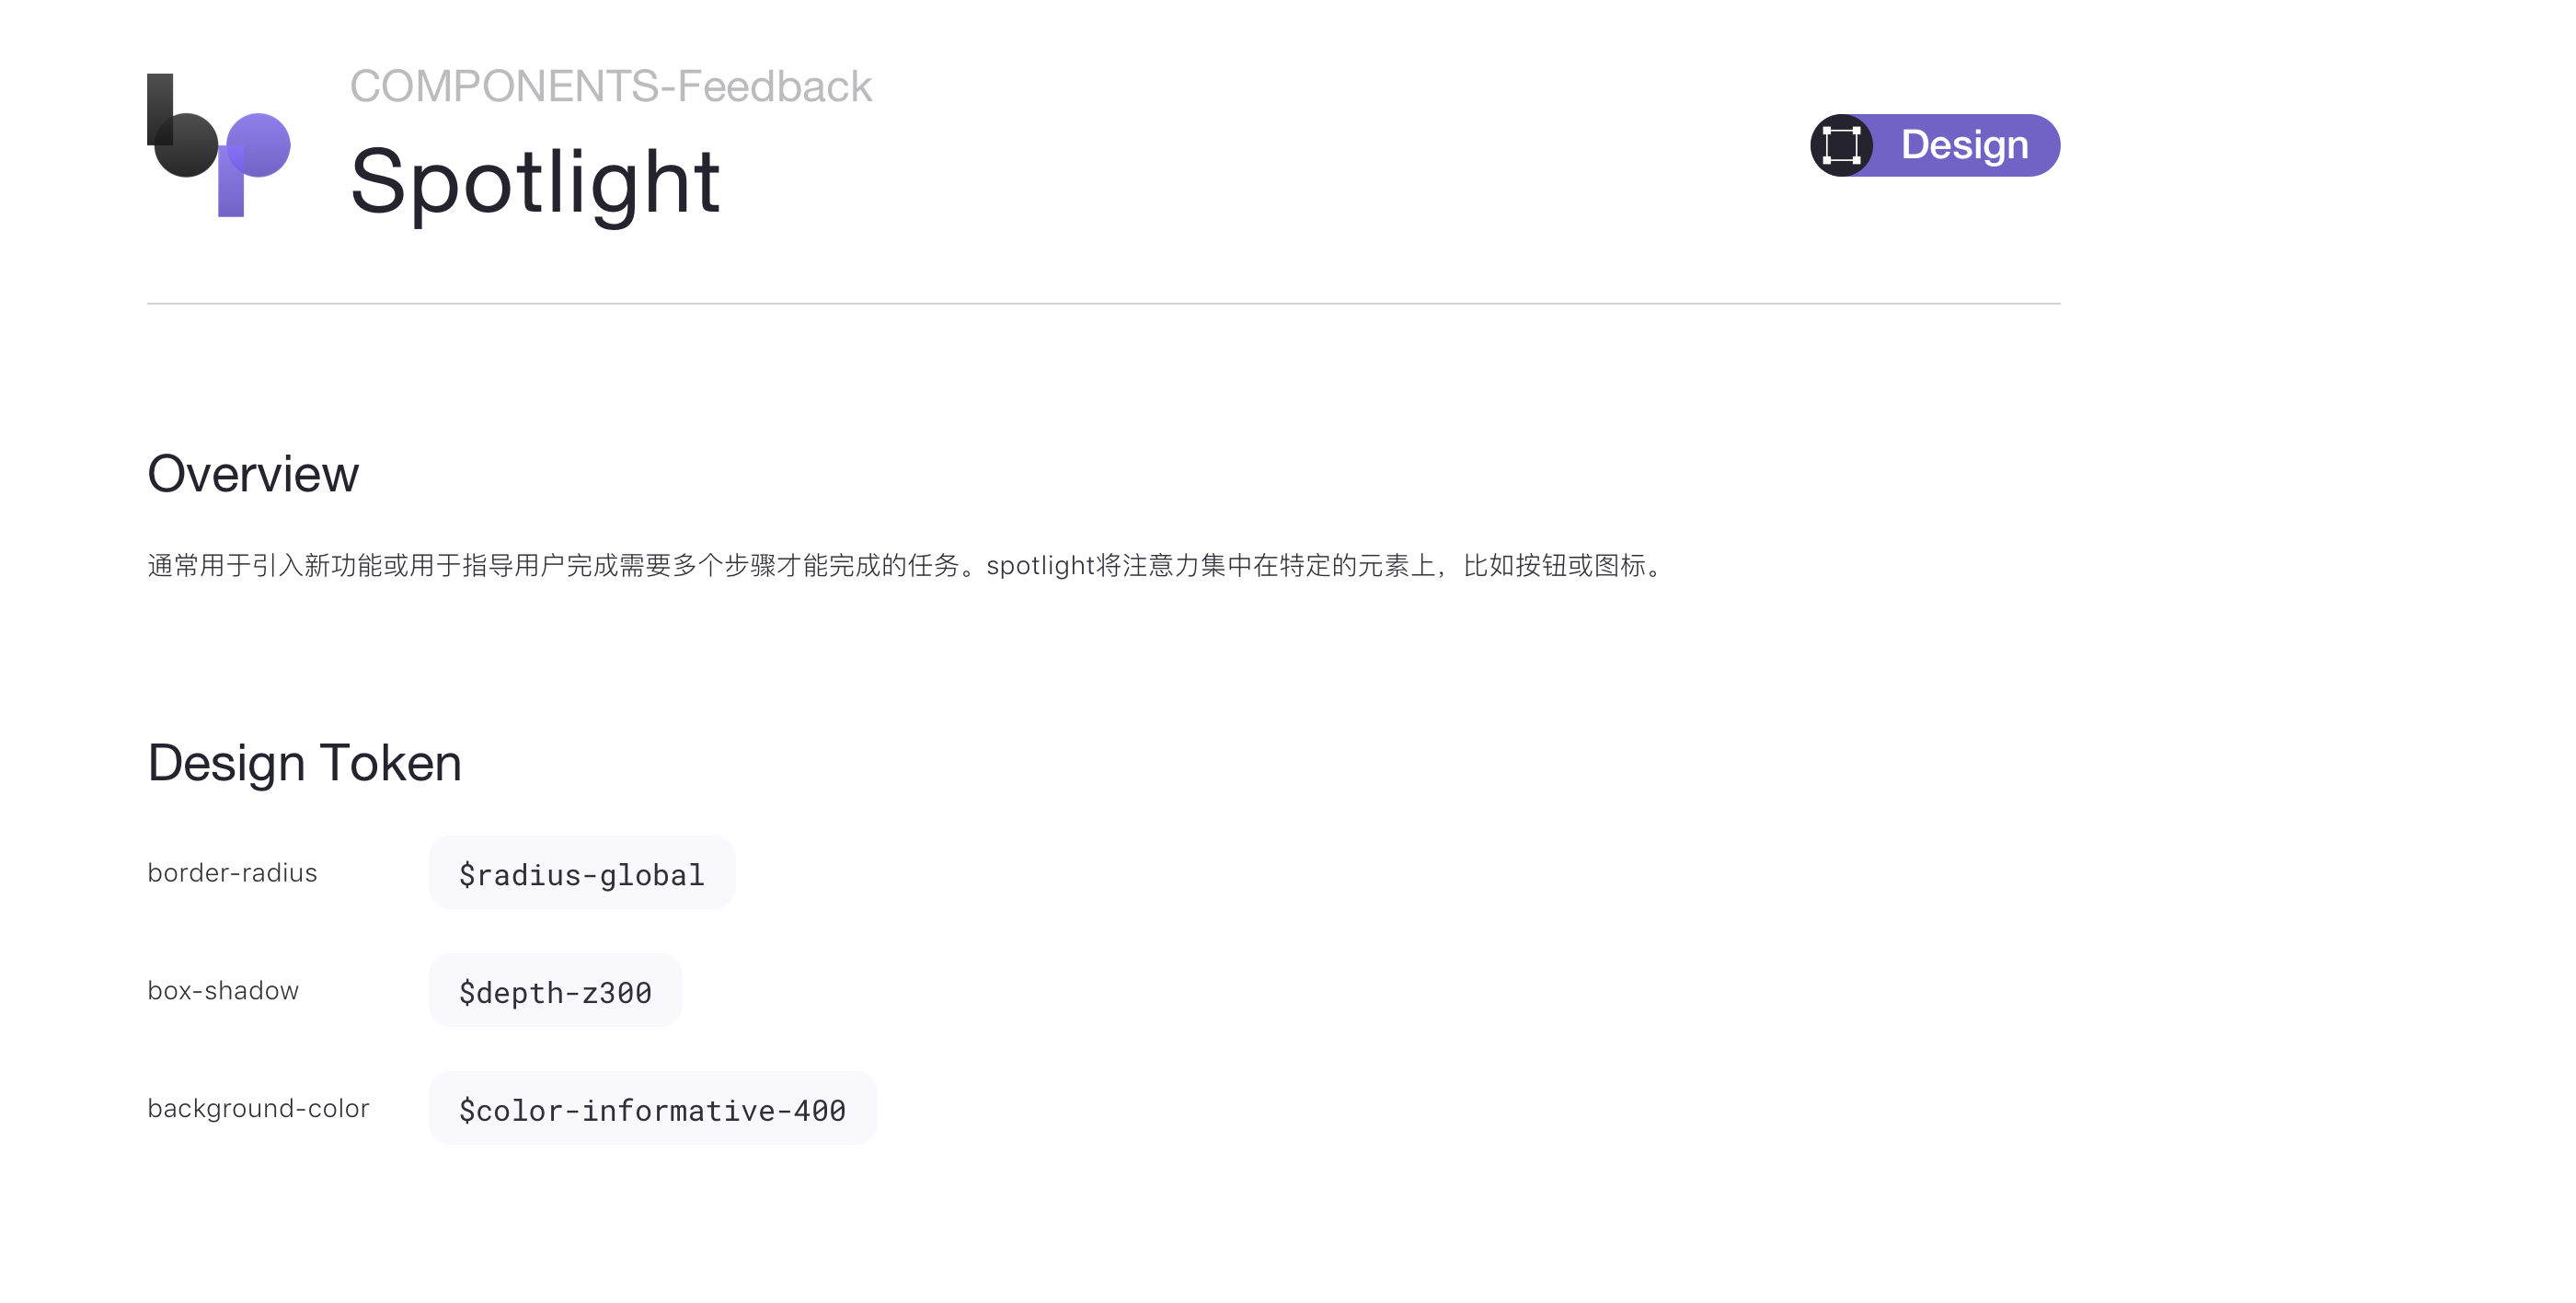 COMPONENTS-Feedback
Spotlight
Design
Overview
通常用于引入新功能或用于指导用户完成需要多个步骤才能完成的任务。spotlight将注意力集中在特定的元素上，比如按钮或图标。
Design Token
border-radius $radius-global
box-shadow $depth-z300
background-color $color-informative-400